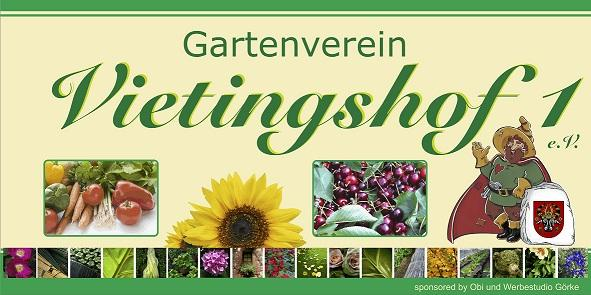 Gartenverein
Vietingshof 1
e.V.
sponsored by Obi und Werbestudio Görke